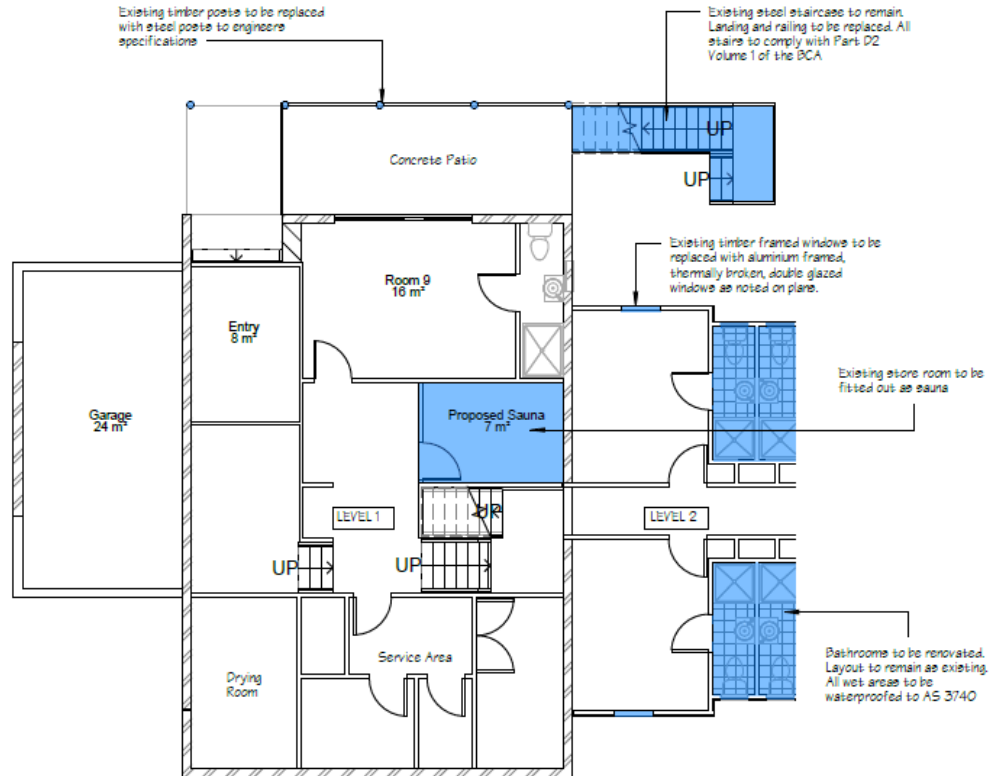 Existing timber posts to be replaced
with steel posts to engineers
specifications
Existing steel staircase to remain.
Landing and railing to be replaced. All
stairs to comply with Part D2
Volume 1 of the BCA
UP
Concrete Patio
UP
Existing timber framed windows to be
replaced with aluminium framed,
thermally broken, double glazed
windows as noted on plans.
Room 9
16 m²
Entry
8 m²
Existing store room to be
fitted out as sauna
Garage
24 m²
Proposed Sauna
7 m²
LEVEL 1
UP
LEVEL 2
UP
UP
Service Area
Drying
Room
Bathrooms to be renovated.
Layout to remain as existing.
All wet areas to be
waterproofed to AS 3740